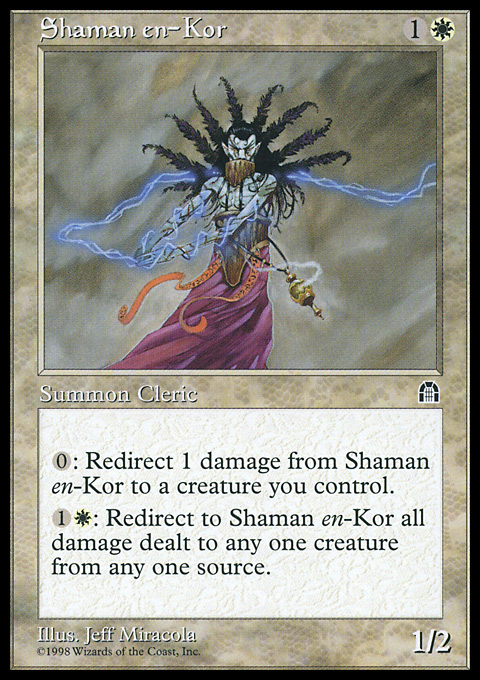 Shaman en-Kor 1
Summon Cleric
0: Redirect 1 damage from Shaman
en-Kor to a creature you control.
1: Redirect to Shaman en-Kor all
damage dealt to any one creature
from any one source.
Illus. Jeff Miracola
1/2
©1998 Wizards of the Coast, Inc.